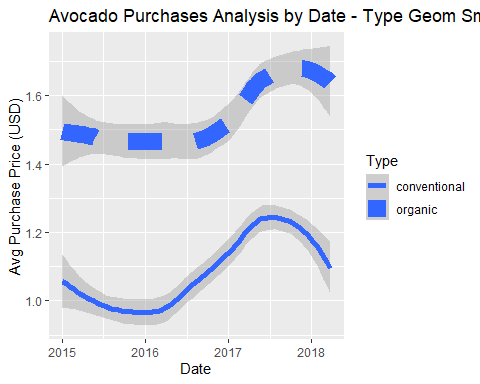 Avocado Purchases Analysis by Date - Type Geom Sm
Avg Purchase Price (USD)
1.6
1.4
1.2
1.0
2015 2016 2017 2018
Date
Type
conventional
organic